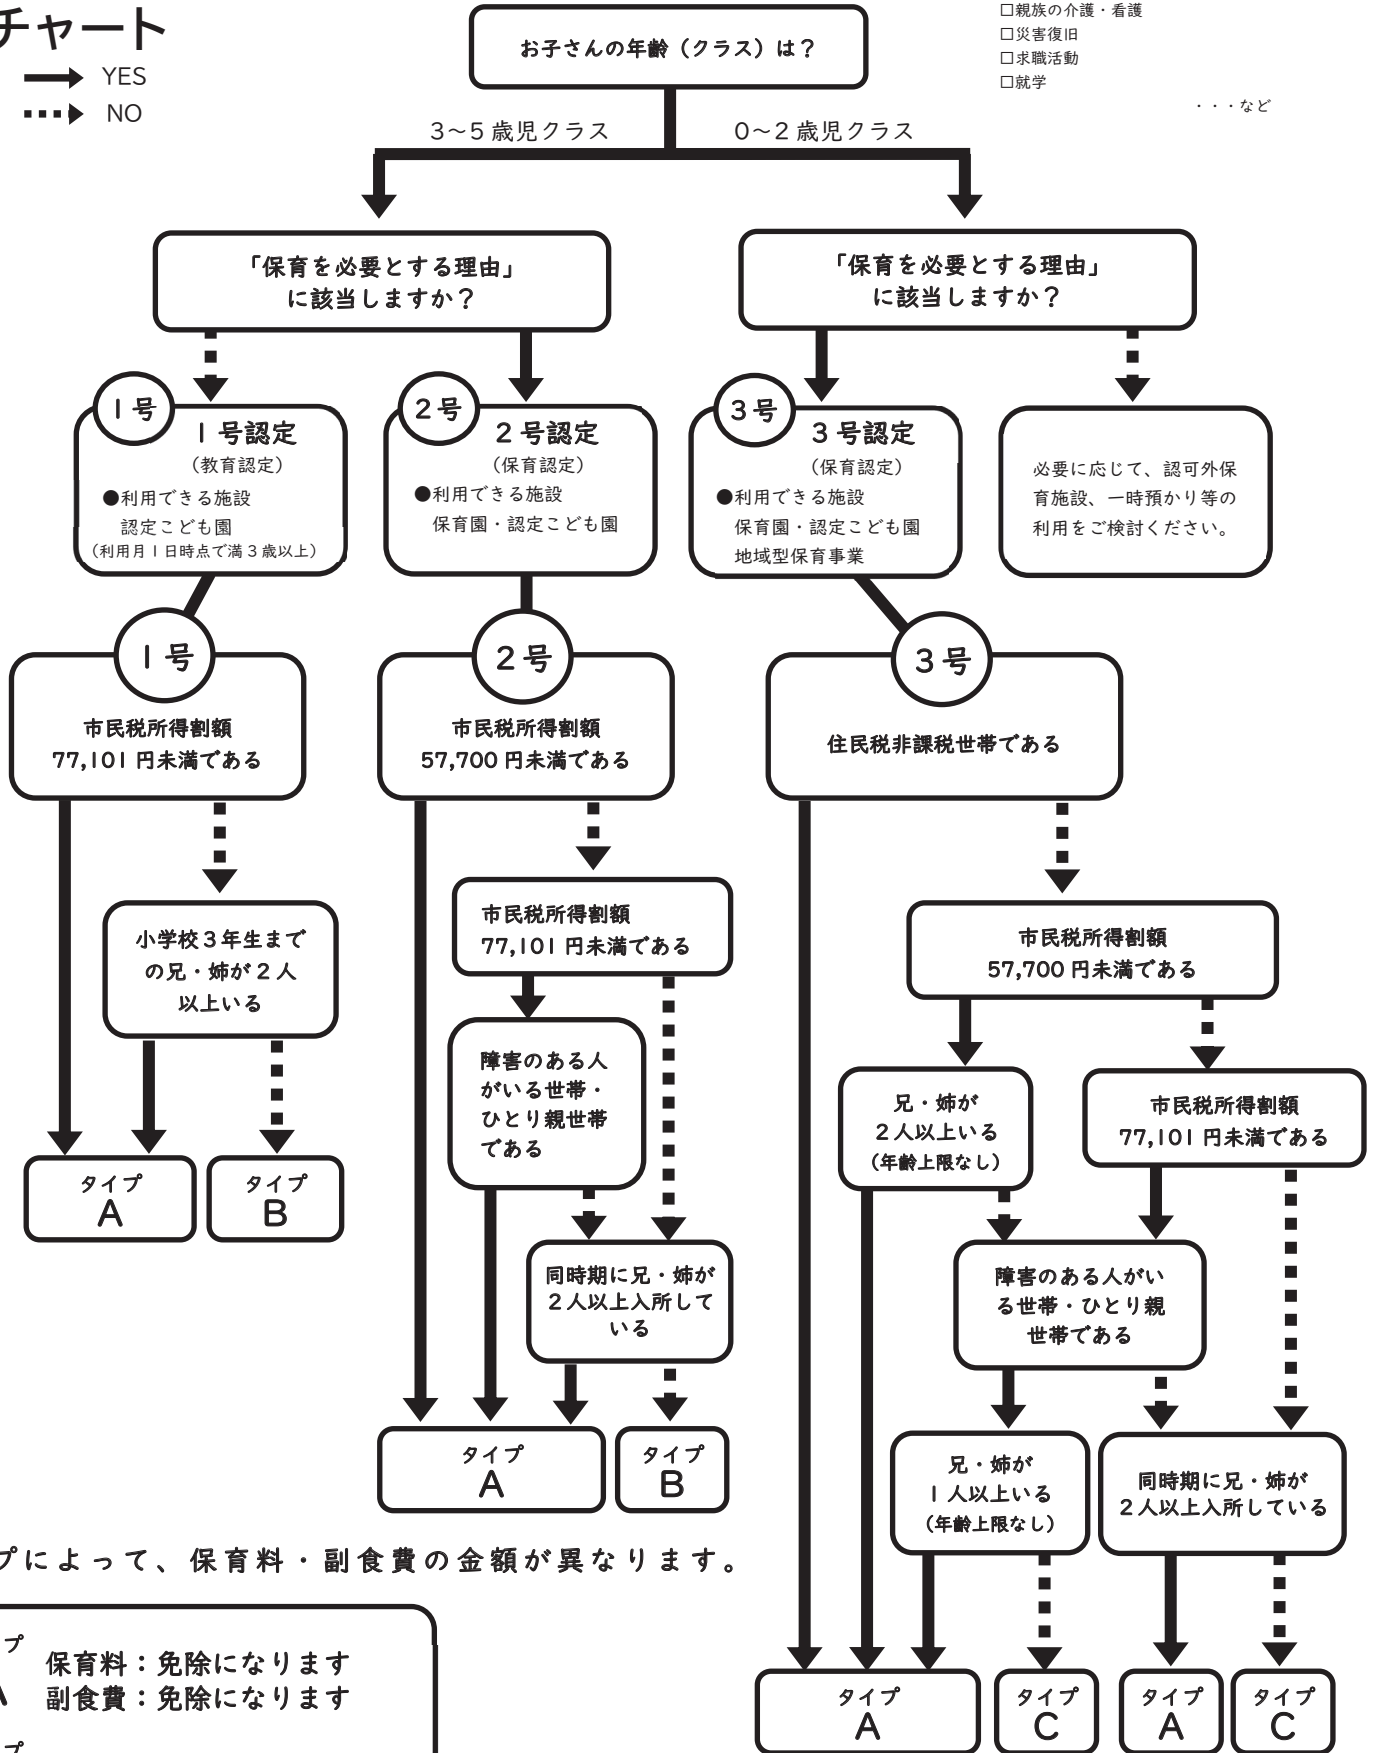 チャート
YES
NO
お子さんの年齢（クラス）は？
□親族の介護・看護
□災害復旧
□求職活動
□就学
・・・など
3～5歳児クラス
0～2歳児クラス
「保育を必要とする理由」
に該当しますか？
「保育を必要とする理由」
に該当しますか？
1号
1号認定
（教育認定）
●利用できる施設
認定こども園
（利用月1日時点で満3歳以上）
2号
2号認定
（保育認定）
●利用できる施設
保育園・認定こども園
3号
3号認定
（保育認定）
●利用できる施設
保育園・認定こども園
地域型保育事業
必要に応じて、認可外保
育施設、一時預かり等の
利用をご検討ください。
1号
市民税所得割額
77,101円未満である
2号
市民税所得割額
57,700円未満である
3号
住民税非課税世帯である
小学校3年生まで
の兄・姉が2人
以上いる
タイプ
A
タイプ
B
市民税所得割額
77,101円未満である
障害のある人
がいる世帯・
ひとり親世帯
である
同時期に兄・姉が
2人以上入所して
いる
タイプ
A
タイプ
B
市民税所得割額
57,700円未満である
兄・姉が
2人以上いる
（年齢上限なし）
市民税所得割額
77,101円未満である
障害のある人がい
る世帯・ひとり親
世帯である
兄・姉が
1人以上いる
（年齢上限なし）
同時期に兄・姉が
2人以上入所している
タイプ
A
タイプ
C
タイプ
A
タイプ
C
プによって、保育料・副食費の金額が異なります。
プ
A
保育料：免除になります
副食費：免除になります
プ